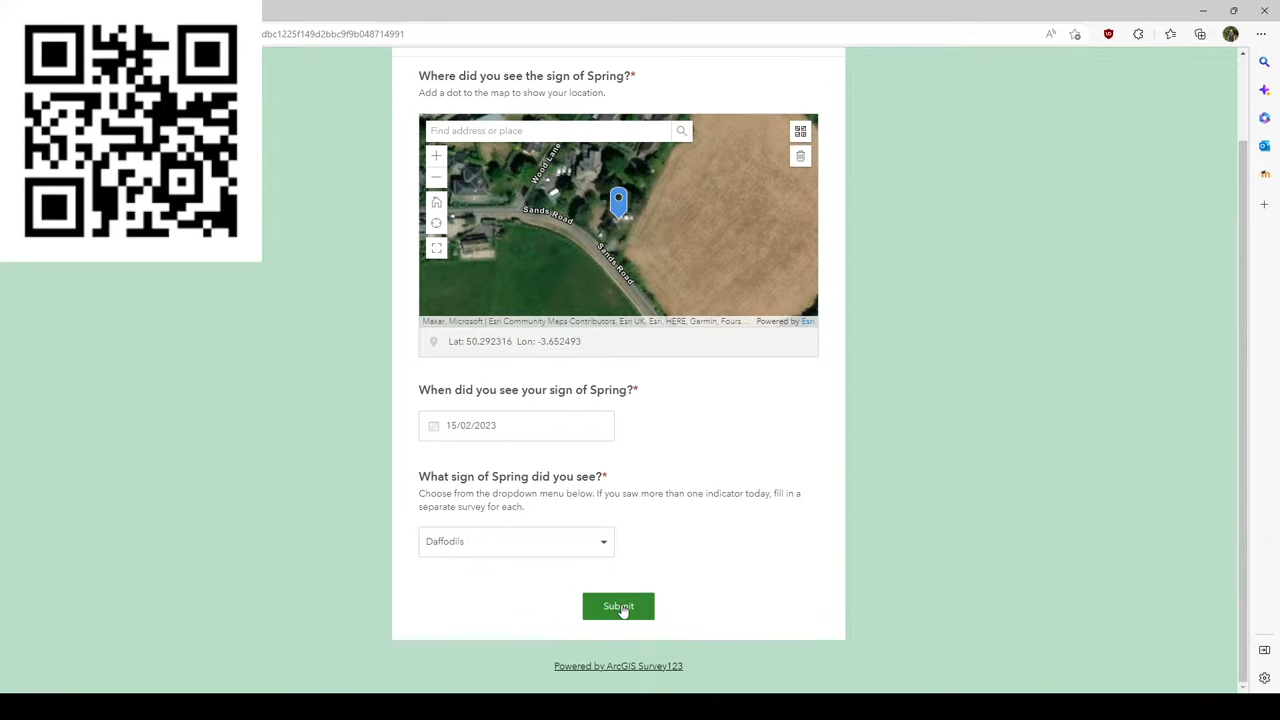 dbc1225f149d2bbc9f9b048714991
Where did you see the sign of Spring?*
Add a dot to the map to show your location.
Find address or place
Wood Lane
Sands Road
Sands Road
Maxar, Microsoft | Esri Community Maps Contributors, Esri UK, Esri, HERE, Garmin, Fours... Powered by Esri
Lat: 50.292316 Lon: -3.652493
When did you see your sign of Spring?*
15/02/2023
What sign of Spring did you see?*
Choose from the dropdown menu below. If you saw more than one indicator today, fill in a
separate survey for each.
Daffodils
Submit
Powered by ArcGIS Survey123